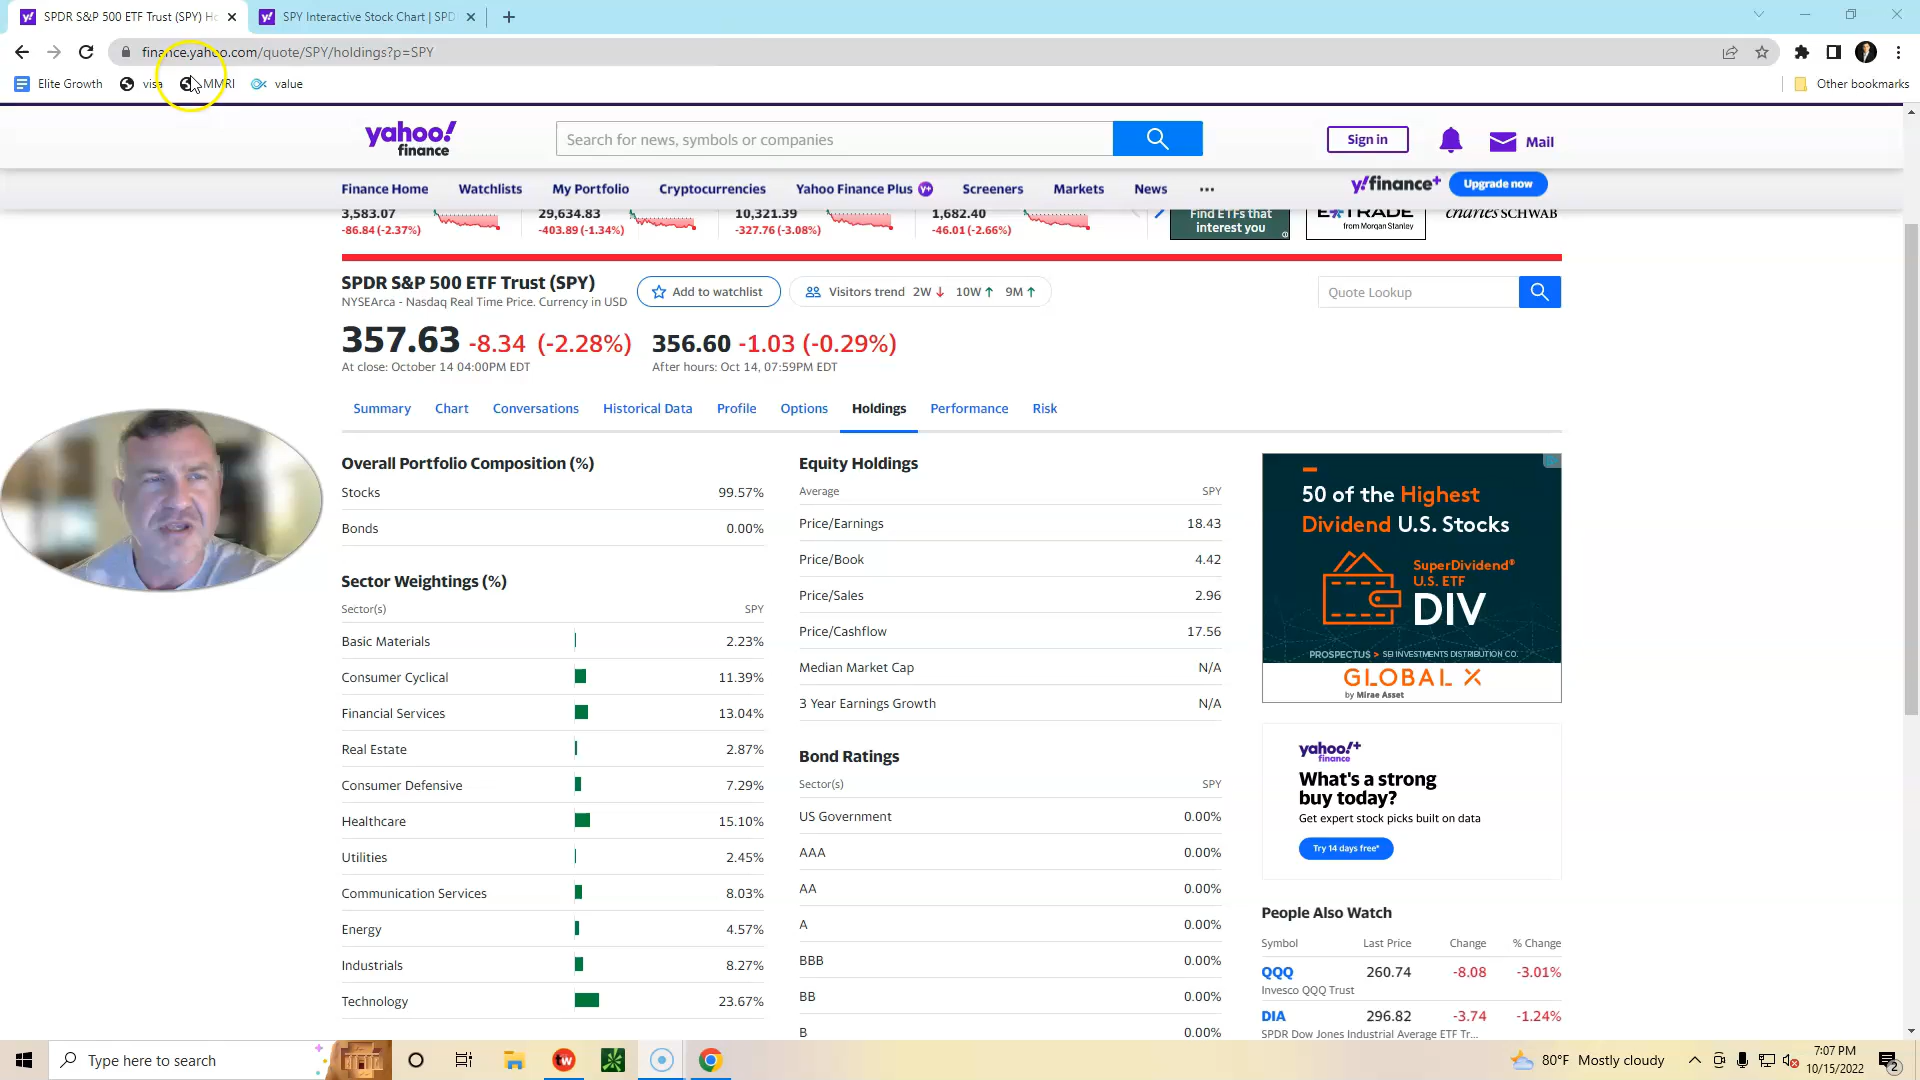 SPDR S&P 500 ETF Trust (SPY) Ho
SPY Interactive Stock Chart | SPD
finance.yahoo.com/quote/SPY/holdings?p=SPY
Elite Growth
visa
MMRI
value
Other bookmarks
yahoo!
finance
Search for news, symbols or companies
Sign in
Mail
Finance Home
Watchlists
My Portfolio
Cryptocurrencies
Yahoo Finance Plus
Screeners
Markets
News
...
y!finance+
Upgrade now
3,583.07
-86.84 (-2.37%)
29,634.83
-403.89 (-1.34%)
10,321.39
-327.76 (-3.08%)
1,682.40
-46.01 (-2.66%)
Find ETFs that
interest you
E*TRADE
from Morgan Stanley
charles SCHWAB
SPDR S&P 500 ETF Trust (SPY)
NYSEArca - Nasdaq Real Time Price. Currency in USD
Add to watchlist
Visitors trend 2W 10W 9M
Quote Lookup
357.63 -8.34 (-2.28%)
At close: October 14 04:00PM EDT
356.60 -1.03 (-0.29%)
After hours: Oct 14, 07:59PM EDT
Summary
Chart
Conversations
Historical Data
Profile
Options
Holdings
Performance
Risk
Overall Portfolio Composition (%)
Stocks 99.57%
Bonds 0.00%
Sector Weightings (%)
Sector(s) SPY
Basic Materials 2.23%
Consumer Cyclical 11.39%
Financial Services 13.04%
Real Estate 2.87%
Consumer Defensive 7.29%
Healthcare 15.10%
Utilities 2.45%
Communication Services 8.03%
Energy 4.57%
Industrials 8.27%
Technology 23.67%
Equity Holdings
Average SPY
Price/Earnings 18.43
Price/Book 4.42
Price/Sales 2.96
Price/Cashflow 17.56
Median Market Cap N/A
3 Year Earnings Growth N/A
Bond Ratings
Sector(s) SPY
US Government 0.00%
AAA 0.00%
AA 0.00%
A 0.00%
BBB 0.00%
BB 0.00%
B 0.00%
50 of the Highest
Dividend U.S. Stocks
SuperDividend®
U.S. ETF
DIV
PROSPECTUS > SEI INVESTMENTS DISTRIBUTION CO.
GLOBAL X
by Mirae Asset
yahoo!+
finance
What's a strong
buy today?
Get expert stock picks built on data
Try 14 days free*
People Also Watch
Symbol Last Price Change % Change
QQQ 260.74 -8.08 -3.01%
Invesco QQQ Trust
DIA 296.82 -3.74 -1.24%
SPDR Dow Jones Industrial Average ETF Tr...
Type here to search
tw
80°F Mostly cloudy
7:07 PM
10/15/2022
2